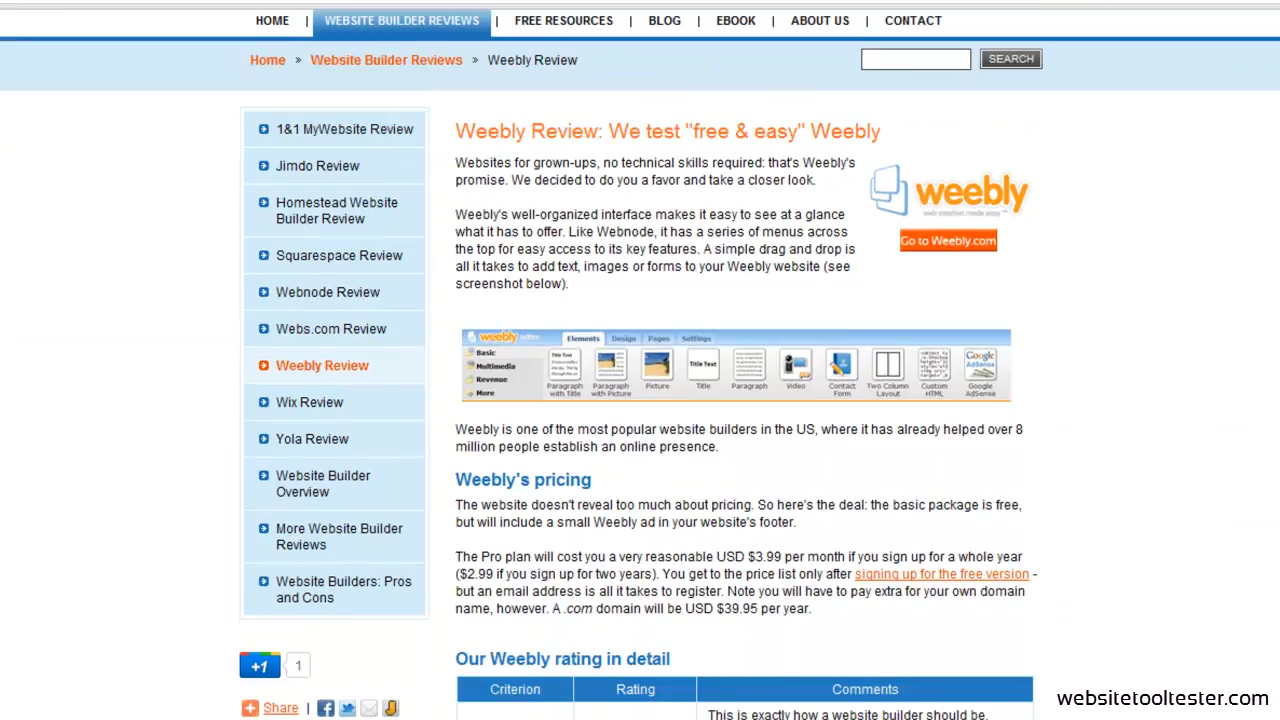 HOME | WEBSITE BUILDER REVIEWS | FREE RESOURCES | BLOG | EBOOK | ABOUT US | CONTACT
Home » Website Builder Reviews » Weebly Review
SEARCH
1&1 MyWebsite Review
Jimdo Review
Homestead Website
Builder Review
Squarespace Review
Webnode Review
Webs.com Review
Weebly Review
Wix Review
Yola Review
Website Builder
Overview
More Website Builder
Reviews
Website Builders: Pros
and Cons
+1 1
Share |
Weebly Review: We test "free & easy" Weebly
Websites for grown-ups, no technical skills required: that's Weebly's
promise. We decided to do you a favor and take a closer look.
weebly
web creation made easy
Go to Weebly.com
Weebly's well-organized interface makes it easy to see at a glance
what it has to offer. Like Webnode, it has a series of menus across
the top for easy access to its key features. A simple drag and drop is
all it takes to add text, images or forms to your Weebly website (see
screenshot below).
weebly editor Elements Design Pages Settings
Basic
Multimedia
Revenue
More
Title Text
Title Text
Google
AdSense
Paragraph
with Title
Paragraph
with Picture
Picture
Title
Paragraph
Video
Contact
Form
Two Column
Layout
Custom
HTML
Google
AdSense
Weebly is one of the most popular website builders in the US, where it has already helped over 8
million people establish an online presence.
Weebly's pricing
The website doesn't reveal too much about pricing. So here's the deal: the basic package is free,
but will include a small Weebly ad in your website's footer.
The Pro plan will cost you a very reasonable USD $3.99 per month if you sign up for a whole year
($2.99 if you sign up for two years). You get to the price list only after signing up for the free version -
but an email address is all it takes to register. Note you will have to pay extra for your own domain
name, however. A .com domain will be USD $39.95 per year.
Our Weebly rating in detail
Criterion Rating Comments
This is exactly how a website builder should be.
websitetooltester.com